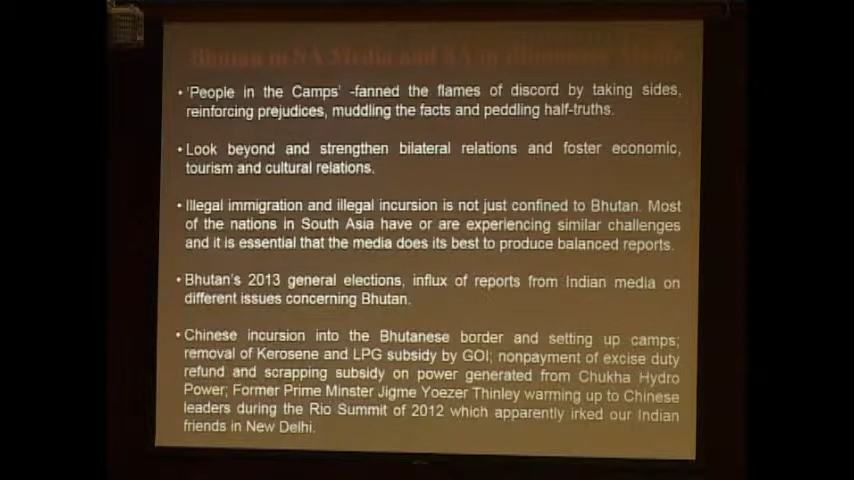 Bhutan in SA Media and SA in Bhutanese Media
• 'People in the Camps' -fanned the flames of discord by taking sides,
reinforcing prejudices, muddling the facts and peddling half-truths.
• Look beyond and strengthen bilateral relations and foster economic,
tourism and cultural relations.
• Illegal immigration and illegal incursion is not just confined to Bhutan. Most
of the nations in South Asia have or are experiencing similar challenges
and it is essential that the media does its best to produce balanced reports.
• Bhutan's 2013 general elections, influx of reports from Indian media on
different issues concerning Bhutan.
• Chinese incursion into the Bhutanese border and setting up camps;
removal of Kerosene and LPG subsidy by GOI; nonpayment of excise duty
refund and scrapping subsidy on power generated from Chukha Hydro
Power; Former Prime Minster Jigme Yoezer Thinley warming up to Chinese
leaders during the Rio Summit of 2012 which apparently irked our Indian
friends in New Delhi.